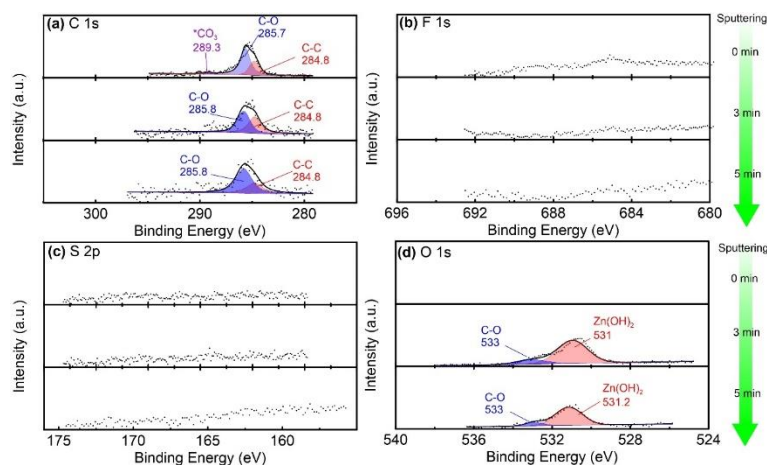 (a) C 1s
*CO3
289.3
C-O
285.7
C-C
284.8
C-O
285.8
C-C
284.8
C-O
285.8
C-C
284.8
Intensity (a.u.)
300 290 280
Binding Energy (eV)
(b) F 1s
Intensity (a.u.)
696 692 688 684 680
Binding Energy (eV)
Sputtering
0 min
3 min
5 min
(c) S 2p
Intensity (a.u.)
175 170 165 160
Binding Energy (eV)
(d) O 1s
C-O
533
Zn(OH)2
531
C-O
533
Zn(OH)2
531.2
Intensity (a.u.)
540 536 532 528 524
Binding Energy (eV)
Sputtering
0 min
3 min
5 min